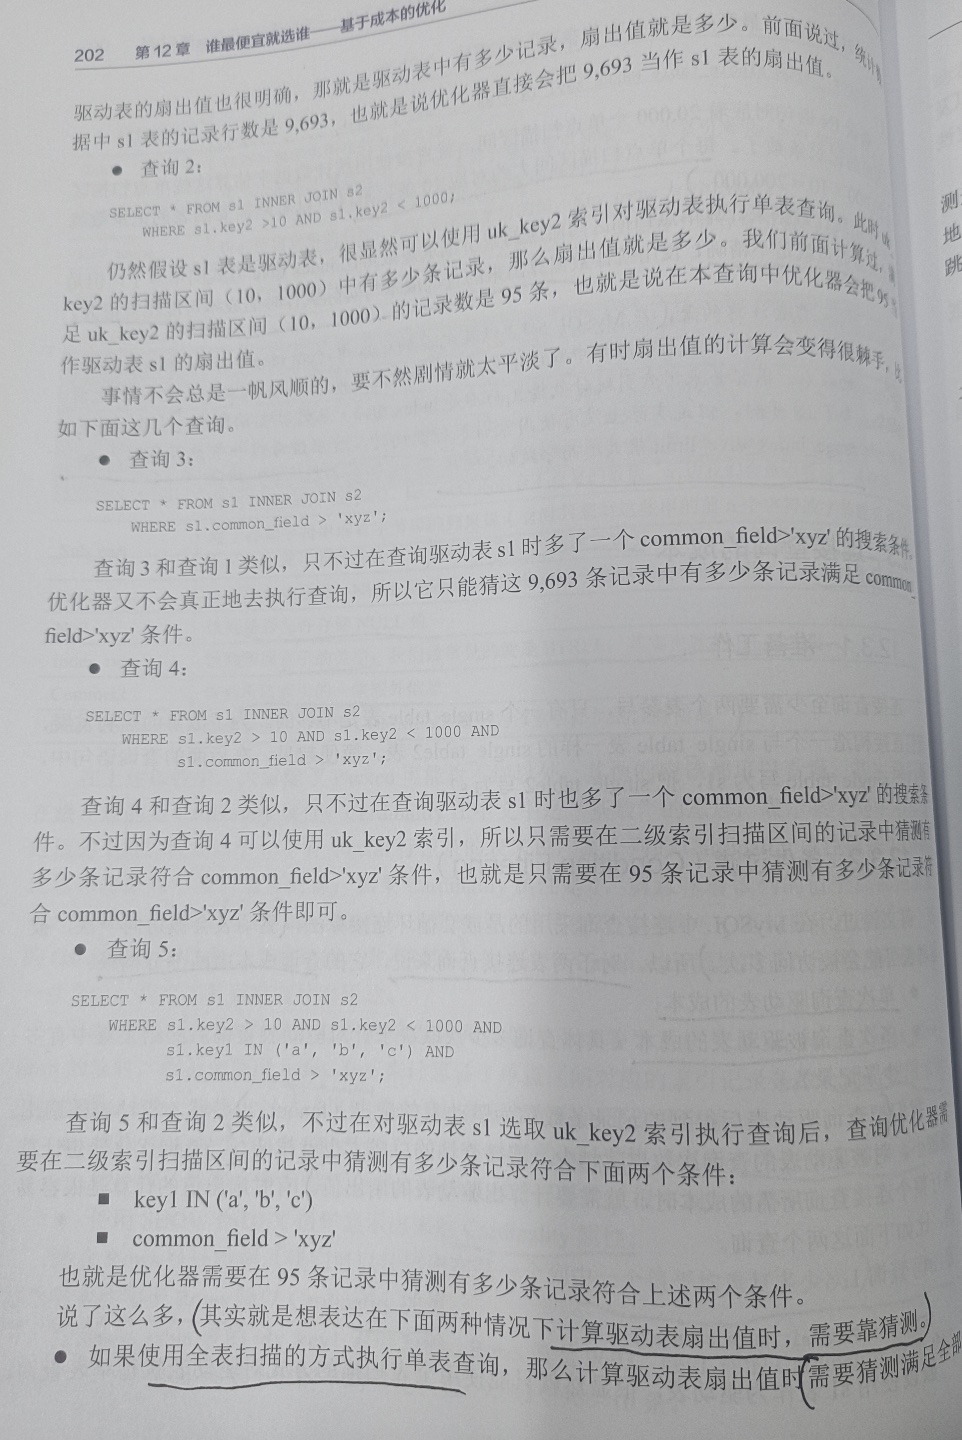 202 第12章 谁最便宜就选谁——基于成本的优化
驱动表的扇出值也很明确，那就是驱动表中有多少记录，扇出值就是多少。前面说过，统计
据中 s1 表的记录行数是 9,693，也就是说优化器直接会把 9,693 当作 s1 表的扇出值。
● 查询 2：
SELECT * FROM s1 INNER JOIN s2
WHERE s1.key2 >10 AND s1.key2 < 1000;
仍然假设 s1 表是驱动表，很显然可以使用 uk_key2 索引对驱动表执行单表查询。此时
key2 的扫描区间（10，1000）中有多少条记录，那么扇出值就是多少。我们前面计算过，
足 uk_key2 的扫描区间（10，1000）的记录数是 95 条，也就是说在本查询中优化器会把 95
作驱动表 s1 的扇出值。
事情不会总是一帆风顺的，要不然剧情就太平淡了。有时扇出值的计算会变得很棘手，比
如下面这几个查询。
● 查询 3：
SELECT * FROM s1 INNER JOIN s2
WHERE s1.common_field > 'xyz';
查询 3 和查询 1 类似，只不过在查询驱动表 s1 时多了一个 common_field>'xyz' 的搜索条件。
优化器又不会真正地去执行查询，所以它只能猜这 9,693 条记录中有多少条记录满足 common_
field>'xyz' 条件。
● 查询 4：
SELECT * FROM s1 INNER JOIN s2
WHERE s1.key2 > 10 AND s1.key2 < 1000 AND
s1.common_field > 'xyz';
查询 4 和查询 2 类似，只不过在查询驱动表 s1 时也多了一个 common_field>'xyz' 的搜索条
件。不过因为查询 4 可以使用 uk_key2 索引，所以只需要在二级索引扫描区间的记录中猜测有
多少条记录符合 common_field>'xyz' 条件，也就是只需要在 95 条记录中猜测有多少条记录符
合 common_field>'xyz' 条件即可。
● 查询 5：
SELECT * FROM s1 INNER JOIN s2
WHERE s1.key2 > 10 AND s1.key2 < 1000 AND
s1.key1 IN ('a', 'b', 'c') AND
s1.common_field > 'xyz';
查询 5 和查询 2 类似，不过在对驱动表 s1 选取 uk_key2 索引执行查询后，查询优化器需
要在二级索引扫描区间的记录中猜测有多少条记录符合下面两个条件：
■ key1 IN ('a', 'b', 'c')
■ common_field > 'xyz'
也就是优化器需要在 95 条记录中猜测有多少条记录符合上述两个条件。
说了这么多，其实就是想表达在下面两种情况下计算驱动表扇出值时，需要靠猜测。
● 如果使用全表扫描的方式执行单表查询，那么计算驱动表扇出值时需要猜测满足全部
测
地
跳